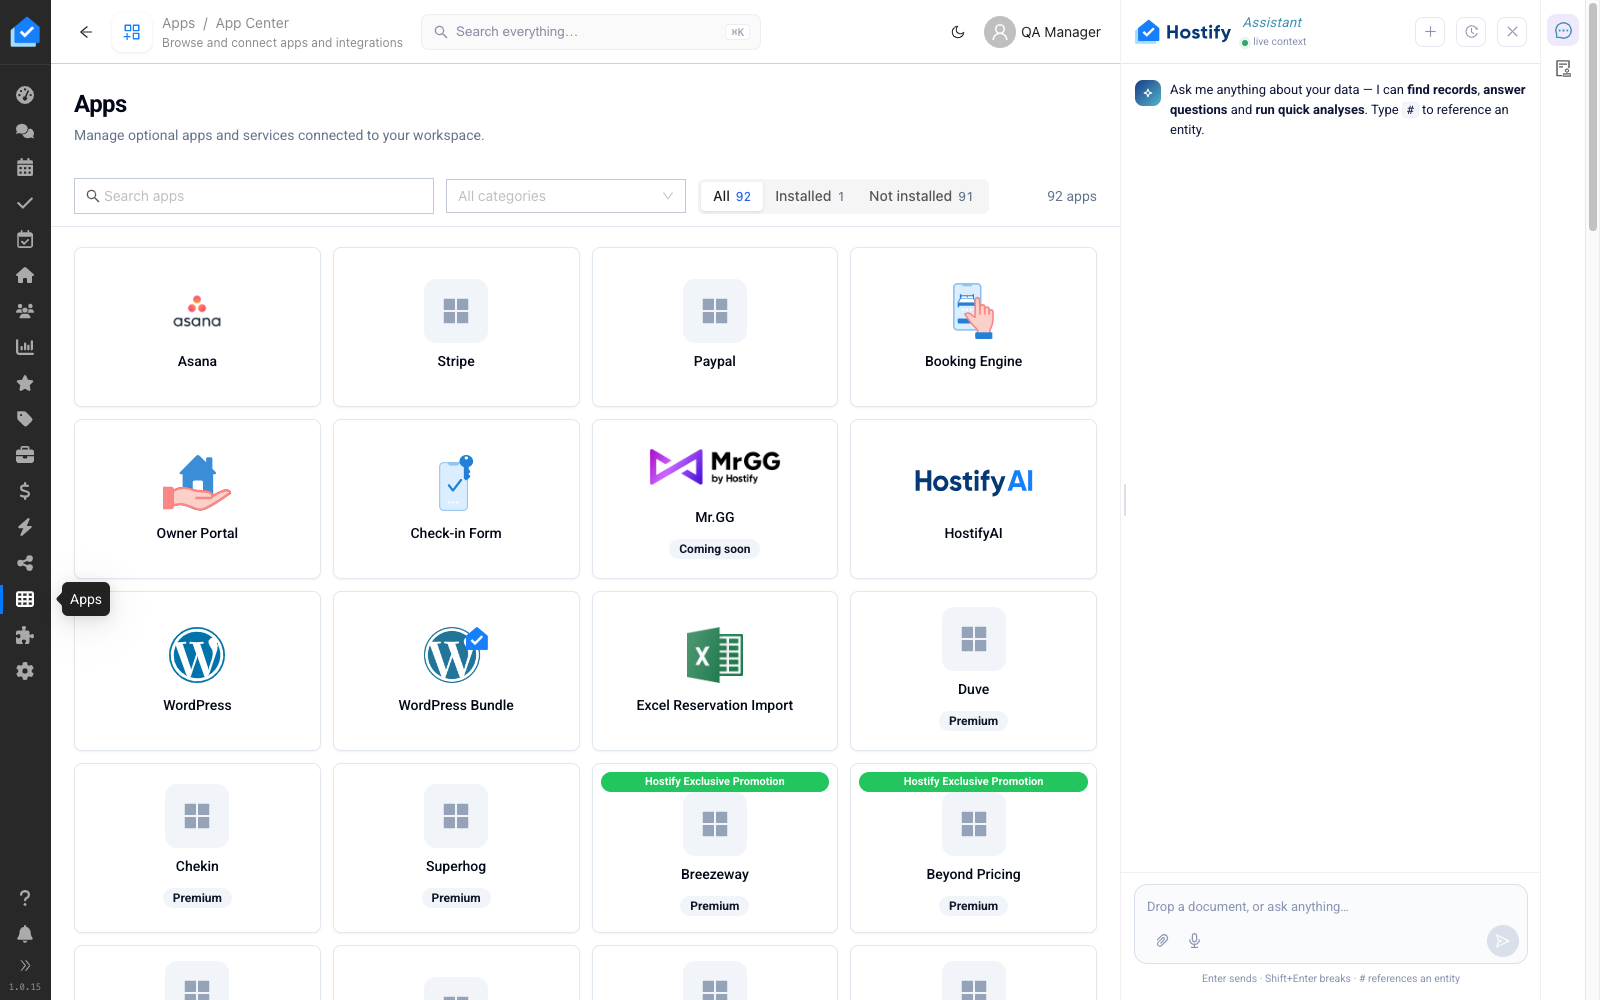 Apps / App Center
Browse and connect apps and integrations
Search everything...
⌘K
QA Manager
Hostify
Assistant
live context
Apps
Manage optional apps and services connected to your workspace.
Search apps
All categories
All 92
Installed 1
Not installed 91
92 apps
Ask me anything about your data — I can find records, answer
questions and run quick analyses. Type # to reference an
entity.
asana
Asana
Stripe
Paypal
Booking Engine
Owner Portal
Check-in Form
MrGG
by Hostify
Mr.GG
Coming soon
HostifyAI
HostifyAI
Apps
WordPress
WordPress Bundle
Excel Reservation Import
Duve
Premium
Chekin
Premium
Superhog
Premium
Hostify Exclusive Promotion
Breezeway
Premium
Hostify Exclusive Promotion
Beyond Pricing
Premium
Drop a document, or ask anything...
Enter sends · Shift+Enter breaks · # references an entity
1.0.15